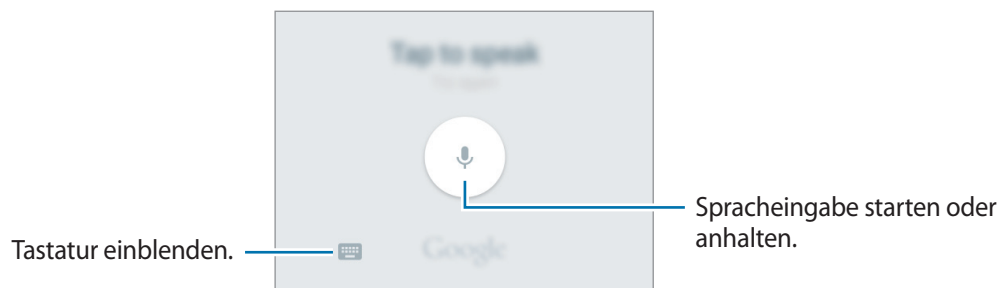 Tap to speak
Spracheingabe starten oder
anhalten.
Tastatur einblenden.
Google